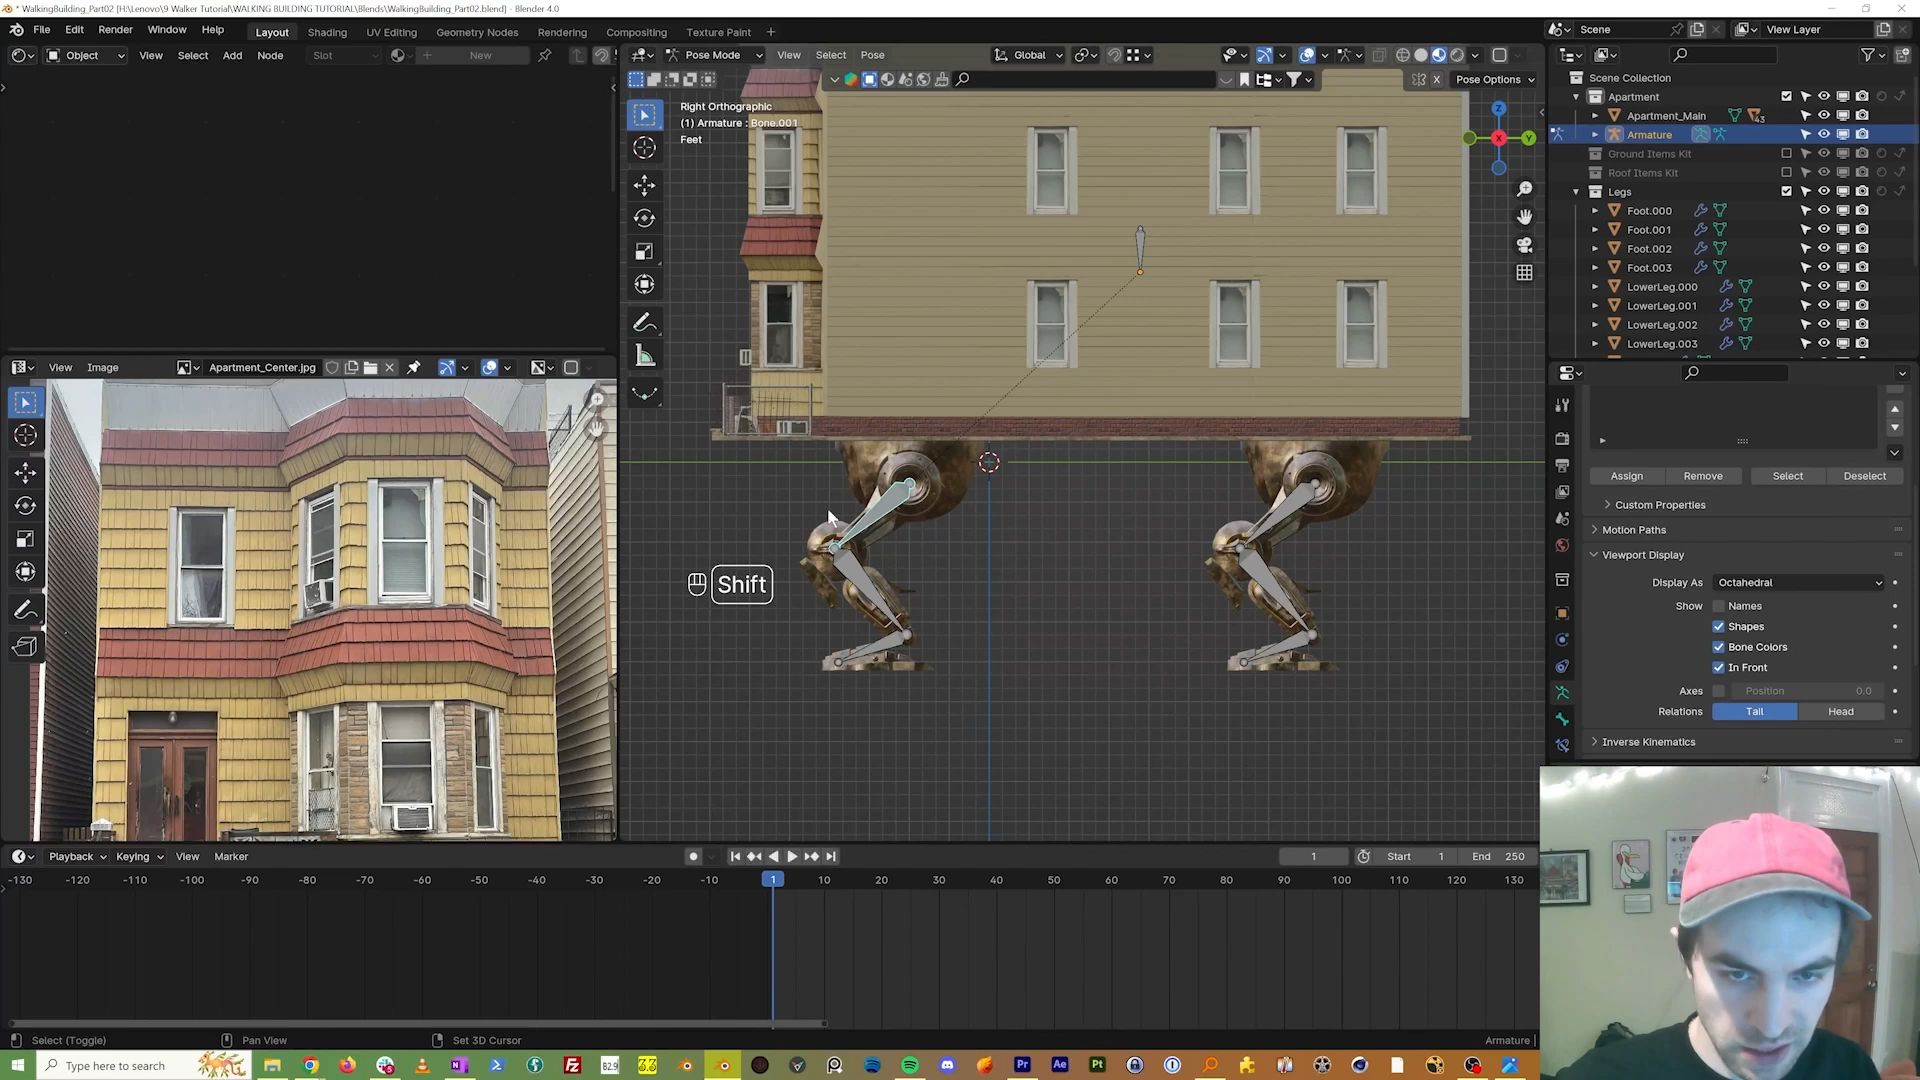 * WalkingBuilding_Part02 [H:\Lenovo\9 Walker Tutorial\WALKING BUILDING TUTORIAL\Blends\WalkingBuilding_Part02.blend] - Blender 4.0
File Edit Render Window Help Layout Shading UV Editing Geometry Nodes Rendering Compositing Texture Paint +
Scene
View Layer
Object View Select Add Node Slot New
Pose Mode View Select Pose Global
Pose Options
Right Orthographic
(1) Armature : Bone.001
Feet
Z
X
Y
Scene Collection
Apartment
Apartment_Main
43
Armature
Ground Items Kit
Roof Items Kit
Legs
Foot.000
Foot.001
Foot.002
Foot.003
LowerLeg.000
LowerLeg.001
LowerLeg.002
LowerLeg.003
View Image Apartment_Center.jpg
Shift
Assign Remove Select Deselect
Custom Properties
Motion Paths
Viewport Display
Display As Octahedral
Show Names
Shapes
Bone Colors
In Front
Axes Position 0.0
Relations Tail Head
Inverse Kinematics
Playback Keying View Marker
1 Start 1 End 250
-130 -120 -110 -100 -90 -80 -70 -60 -50 -40 -30 -20 -10 1 10 20 30 40 50 60 70 80 90 100 110 120 130
Select (Toggle) Pan View Set 3D Cursor Armature
Type here to search
B2.9
3.3
Pr
Ae
Pt